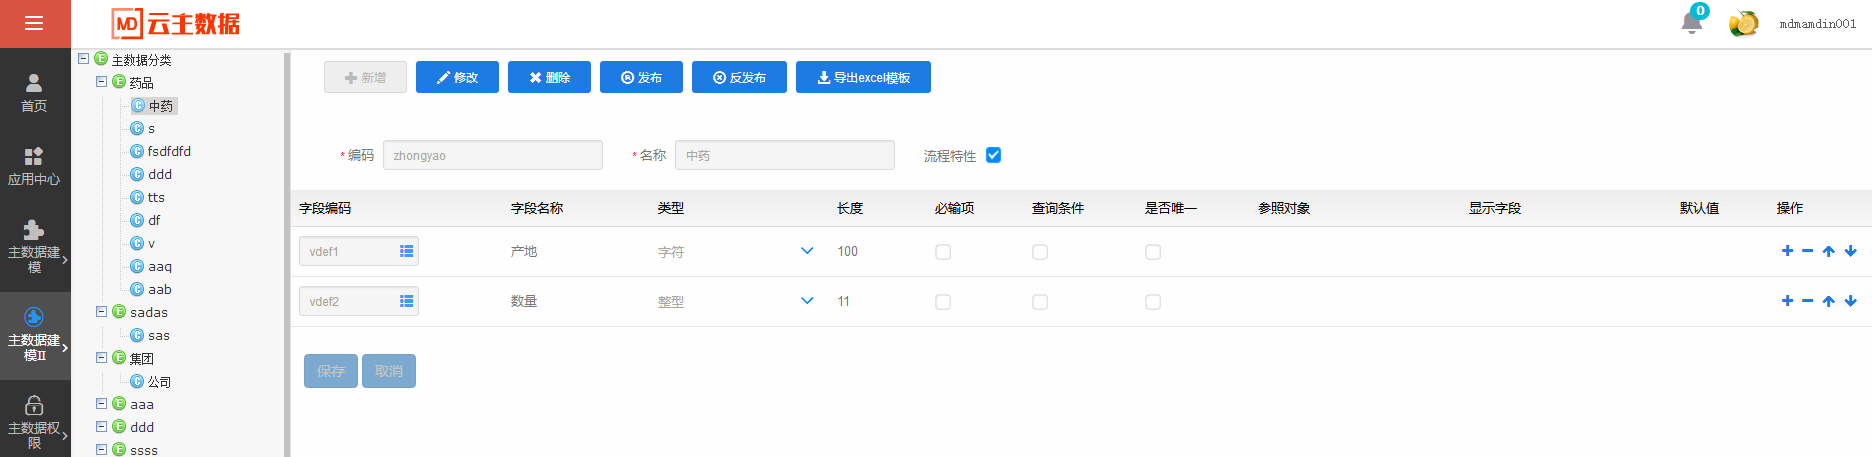 MD 云主数据
0
mdmamdin001
首页
应用中心
主数据建
模
主数据建
模II
主数据权
限
主数据分类
药品
中药
s
fsdfdfd
ddd
tts
df
v
aaq
aab
sadas
sas
集团
公司
aaa
ddd
ssss
新增 修改 删除 发布 反发布 导出excel模板
* 编码 zhongyao * 名称 中药 流程特性
字段编码 字段名称 类型 长度 必输项 查询条件 是否唯一 参照对象 显示字段 默认值 操作
vdef1 产地 字符 100
vdef2 数量 整型 11
保存 取消